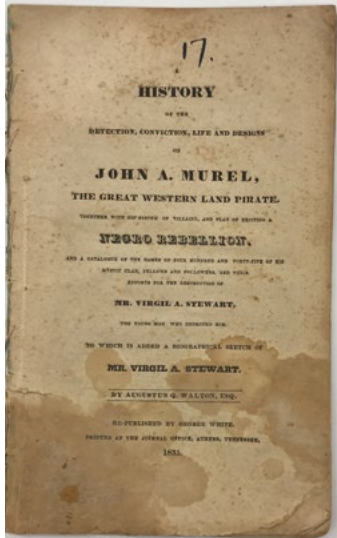 17.
A
HISTORY
OF THE
DETECTION, CONVICTION, LIFE AND DESIGNS
OF
JOHN A. MUREL,
THE GREAT WESTERN LAND PIRATE.
TOGETHER WITH HIS SYSTEM OF VILLAINY, AND PLAN OF EXCITING A
NEGRO REBELLION.
AND A CATALOGUE OF THE NAMES OF FOUR HUNDRED AND FORTY-FIVE OF HIS
MYSTIC CLAN, FELLOWS AND FOLLOWERS, AND THEIR
EFFORTS FOR THE DESTRUCTION OF
MR. VIRGIL A. STEWART,
THE YOUNG MAN WHO DETECTED HIM:
TO WHICH IS ADDED A BIOGRAPHICAL SKETCH OF
MR. VIRGIL A. STEWART.
BY AUGUSTUS Q. WALTON, ESQ.
RE-PUBLISHED BY GEORGE WHITE.
PRINTED AT THE JOURNAL OFFICE, ATHENS, TENNESSEE,
1835.